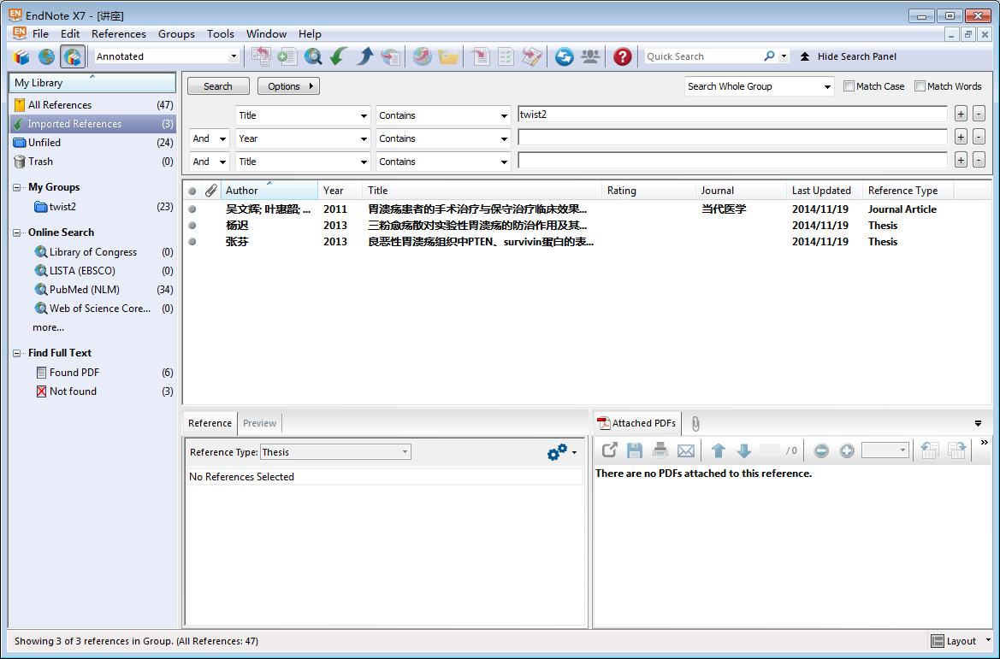 EndNote X7 - [讲座]
File Edit References Groups Tools Window Help
Annotated
Quick Search
Hide Search Panel
My Library
All References (47)
Imported References (3)
Unfiled (24)
Trash (0)
My Groups
twist2 (23)
Online Search
Library of Congress (0)
LISTA (EBSCO) (0)
PubMed (NLM) (34)
Web of Science Core... (0)
more...
Find Full Text
Found PDF (6)
Not found (3)
Search Options Search Whole Group Match Case Match Words
Title Contains twist2 + -
And Year Contains + -
And Title Contains + -
Author Year Title Rating Journal Last Updated Reference Type
吴文辉; 叶惠韶; ... 2011 胃溃疡患者的手术治疗与保守治疗临床效果... 当代医学 2014/11/19 Journal Article
杨迟 2013 三粉愈疡散对实验性胃溃疡的防治作用及其... 2014/11/19 Thesis
张芬 2013 良恶性胃溃疡组织中PTEN、survivin蛋白的表... 2014/11/19 Thesis
Reference Preview
Reference Type: Thesis
No References Selected
Attached PDFs
/ 0
There are no PDFs attached to this reference.
Showing 3 of 3 references in Group. (All References: 47)
Layout